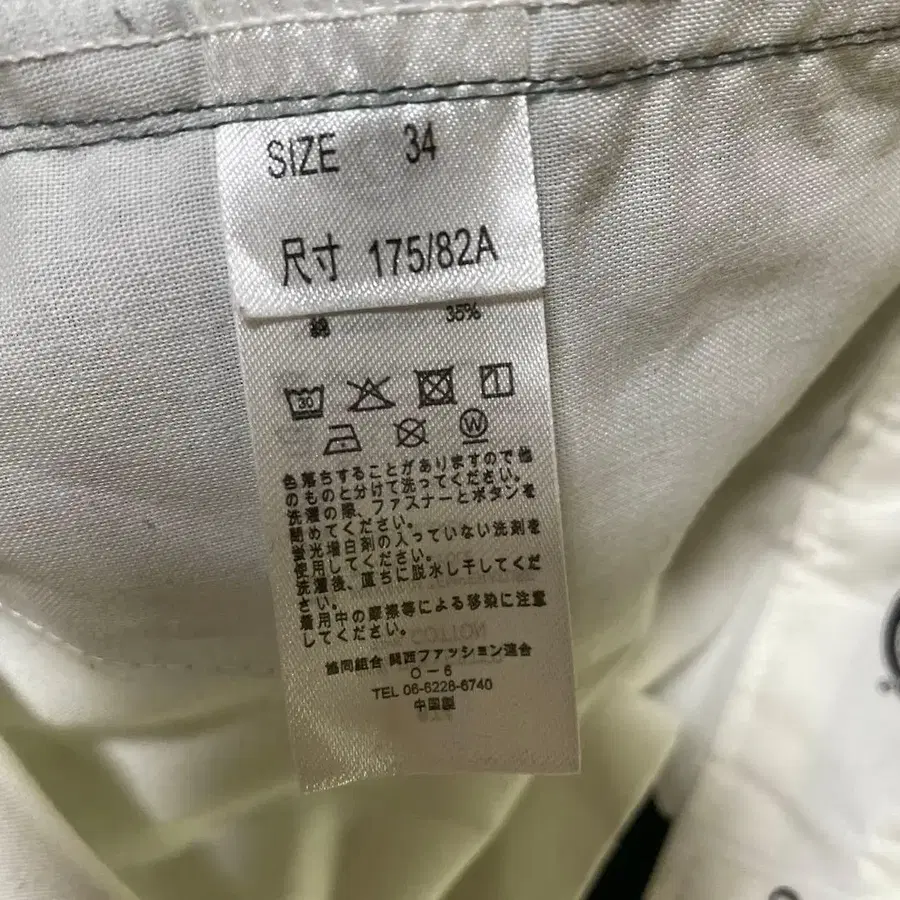 SIZE 34
尺寸 175/82A
綿 35%
30
W
色落ちすることがありますので他
のものと分けて洗ってください。
洗濯の際、ファスナーとボタンを
閉めてください。
蛍光増白剤の入っていない洗剤を
使用してください。
洗濯後、直ちに脱水し干してくだ
さい。
着用中の摩擦等による移染に注意
してください。
協同組合 関西ファッション連合
O－6
TEL 06-6228-6740
中国製